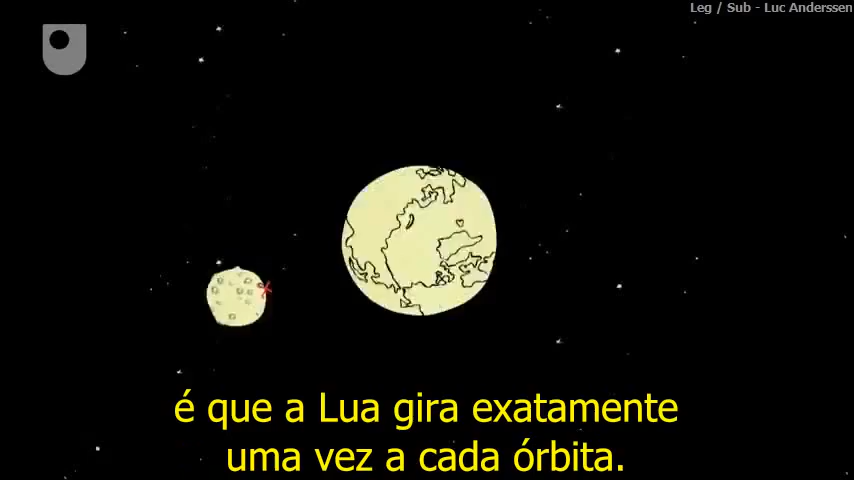 Leg / Sub - Luc Anderssen
é que a Lua gira exatamente
uma vez a cada órbita.